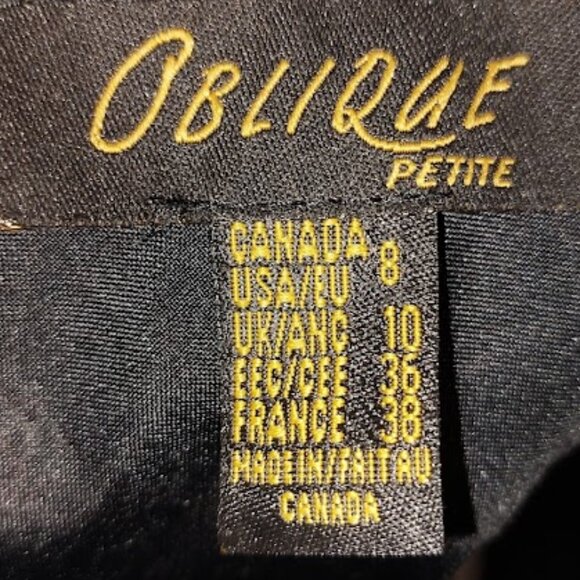 OBLIQUE
PETITE
CANADA
USA/EU 8
UK/ANG 10
EEC/CEE 36
FRANCE 38
MADE IN/FAIT AU
CANADA